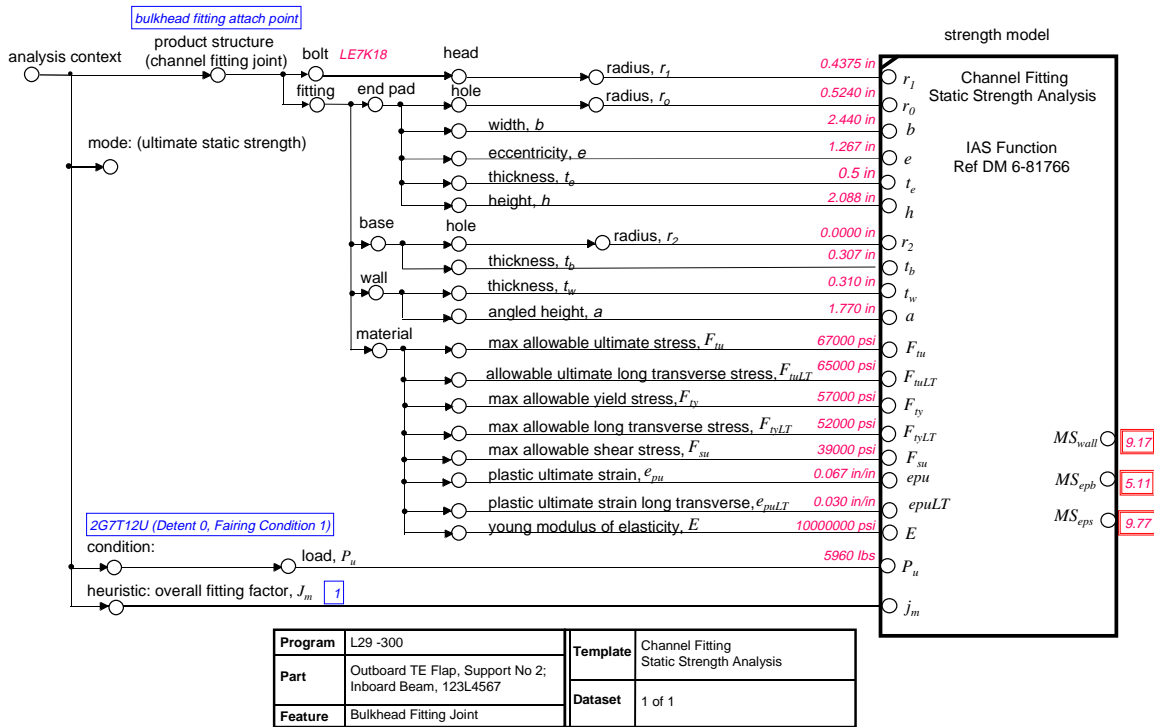 bulkhead fitting attach point
strength model
analysis context
product structure
(channel fitting joint)
bolt LE7K18
head
radius, r1
0.4375 in
r1
Channel Fitting
Static Strength Analysis
fitting
end pad
hole
radius, ro
0.5240 in
r0
width, b
2.440 in
b
mode: (ultimate static strength)
IAS Function
Ref DM 6-81766
eccentricity, e
1.267 in
e
thickness, te
0.5 in
te
height, h
2.088 in
h
base
hole
radius, r2
0.0000 in
r2
thickness, tb
0.307 in
tb
wall
thickness, tw
0.310 in
tw
angled height, a
1.770 in
a
material
max allowable ultimate stress, Ftu
67000 psi
Ftu
allowable ultimate long transverse stress, FtuLT
65000 psi
FtuLT
max allowable yield stress, Fty
57000 psi
Fty
max allowable long transverse stress, FtyLT
52000 psi
FtyLT
MSwall
9.17
max allowable shear stress, Fsu
39000 psi
Fsu
plastic ultimate strain, epu
0.067 in/in
epu
MSepb
5.11
plastic ultimate strain long transverse, epuLT
0.030 in/in
epuLT
MSeps
9.77
young modulus of elasticity, E
10000000 psi
E
2G7T12U (Detent 0, Fairing Condition 1)
condition:
load, Pu
5960 lbs
Pu
heuristic: overall fitting factor, Jm 1
jm
Program L29 -300
Part Outboard TE Flap, Support No 2;
Inboard Beam, 123L4567
Feature Bulkhead Fitting Joint
Template Channel Fitting
Static Strength Analysis
Dataset 1 of 1